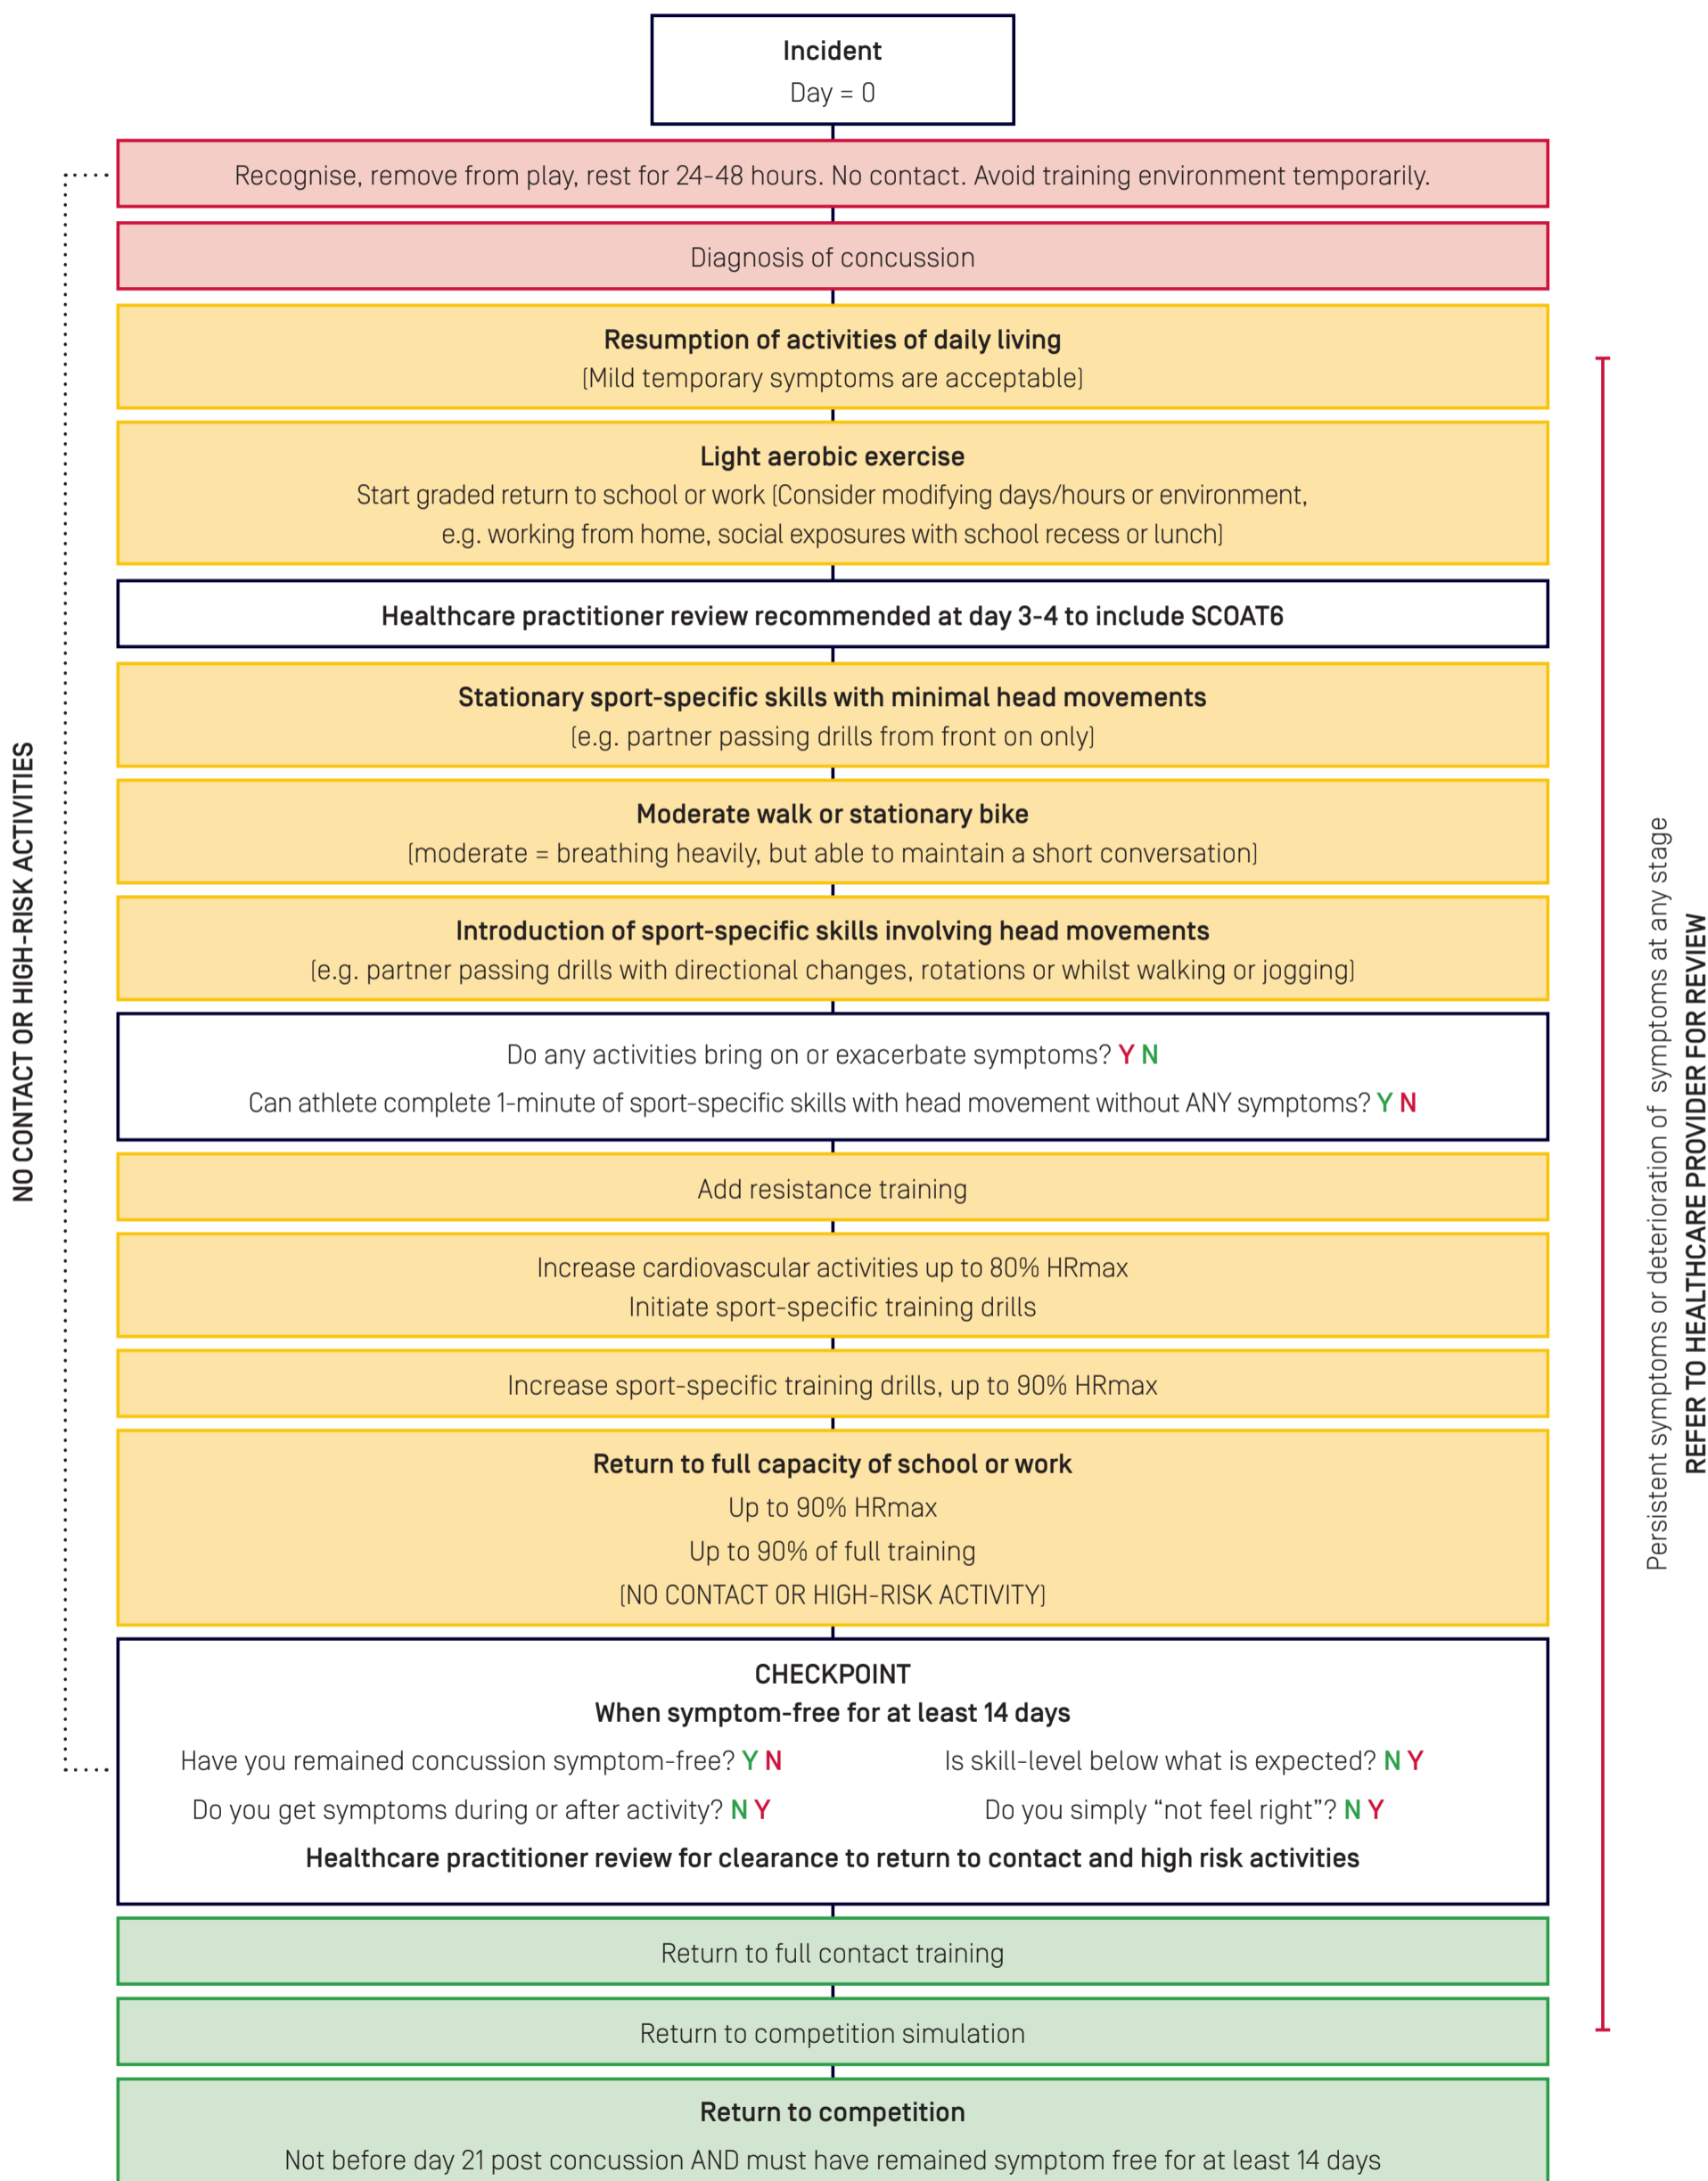 Incident
Day = 0
Recognise, remove from play, rest for 24-48 hours. No contact. Avoid training environment temporarily.
Diagnosis of concussion
Resumption of activities of daily living
(Mild temporary symptoms are acceptable)
Light aerobic exercise
Start graded return to school or work (Consider modifying days/hours or environment,
e.g. working from home, social exposures with school recess or lunch)
Healthcare practitioner review recommended at day 3-4 to include SCOAT6
Stationary sport-specific skills with minimal head movements
(e.g. partner passing drills from front on only)
Moderate walk or stationary bike
(moderate = breathing heavily, but able to maintain a short conversation)
Introduction of sport-specific skills involving head movements
(e.g. partner passing drills with directional changes, rotations or whilst walking or jogging)
Do any activities bring on or exacerbate symptoms? Y N
Can athlete complete 1-minute of sport-specific skills with head movement without ANY symptoms? Y N
Add resistance training
Increase cardiovascular activities up to 80% HRmax
Initiate sport-specific training drills
Increase sport-specific training drills, up to 90% HRmax
Return to full capacity of school or work
Up to 90% HRmax
Up to 90% of full training
(NO CONTACT OR HIGH-RISK ACTIVITY)
CHECKPOINT
When symptom-free for at least 14 days
Have you remained concussion symptom-free? Y N
Is skill-level below what is expected? N Y
Do you get symptoms during or after activity? N Y
Do you simply “not feel right”? N Y
Healthcare practitioner review for clearance to return to contact and high risk activities
Return to full contact training
Return to competition simulation
Return to competition
Not before day 21 post concussion AND must have remained symptom free for at least 14 days
NO CONTACT OR HIGH-RISK ACTIVITIES
Persistent symptoms or deterioration of symptoms at any stage
REFER TO HEALTHCARE PROVIDER FOR REVIEW